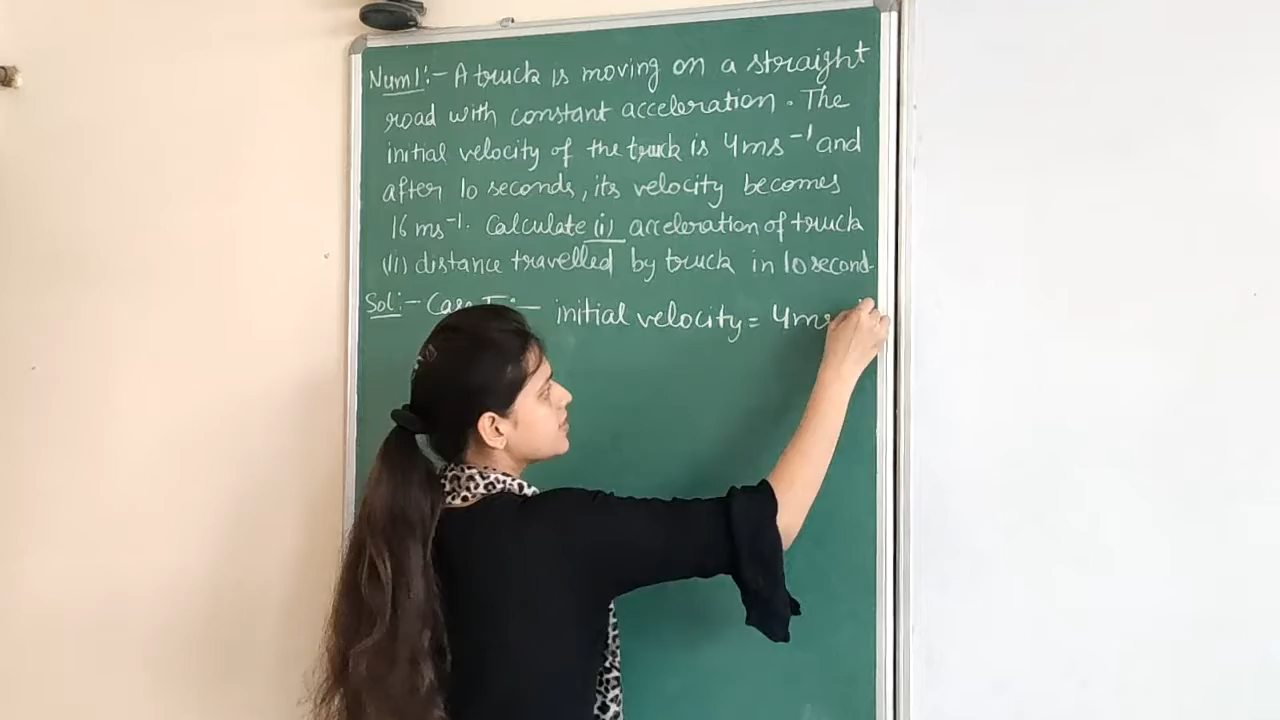 Num1:- A truck is moving on a straight
road with constant acceleration. The
initial velocity of the truck is 4ms⁻¹ and
after 10 seconds, its velocity becomes
16 ms⁻¹. Calculate (i) acceleration of truck
(ii) distance travelled by truck in 10 second.
Sol:- Case I:- initial velocity = 4ms